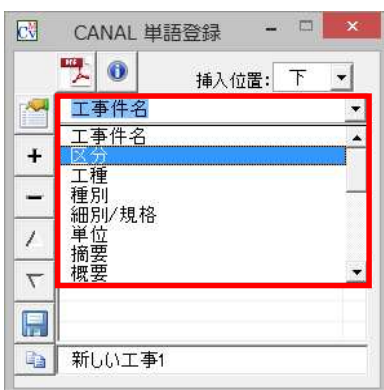 CANAL 単語登録
挿入位置: 下
工事件名
工事件名
区分
工種
種別
細別/規格
単位
摘要
概要
新しい工事1